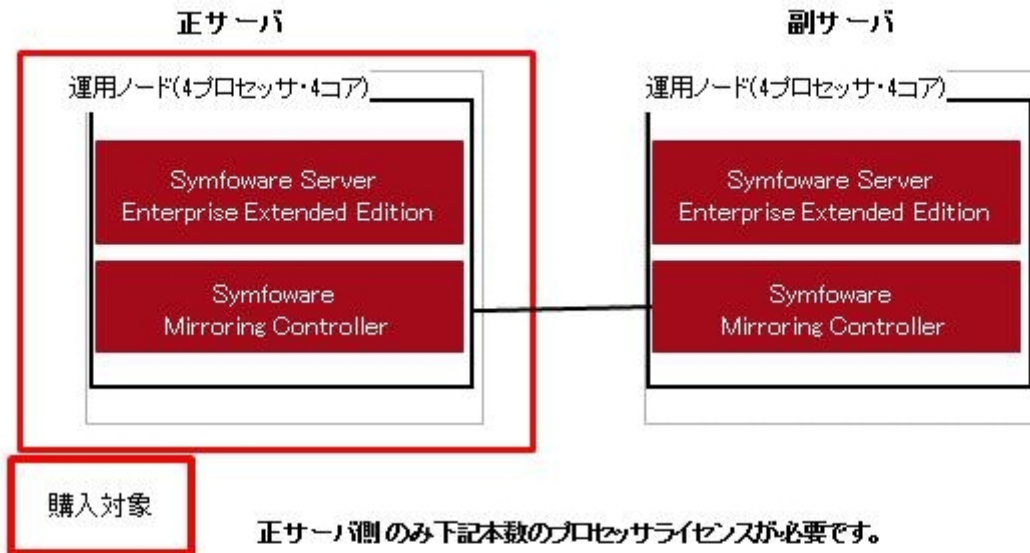 正サーバ
副サーバ
運用ノード(4プロセッサ・4コア)
運用ノード(4プロセッサ・4コア)
Symfoware Server
Enterprise Extended Edition
Symfoware Server
Enterprise Extended Edition
Symfoware
Mirroring Controller
Symfoware
Mirroring Controller
購入対象
正サーバ側のみ下記本数のプロセッサライセンスが必要です。